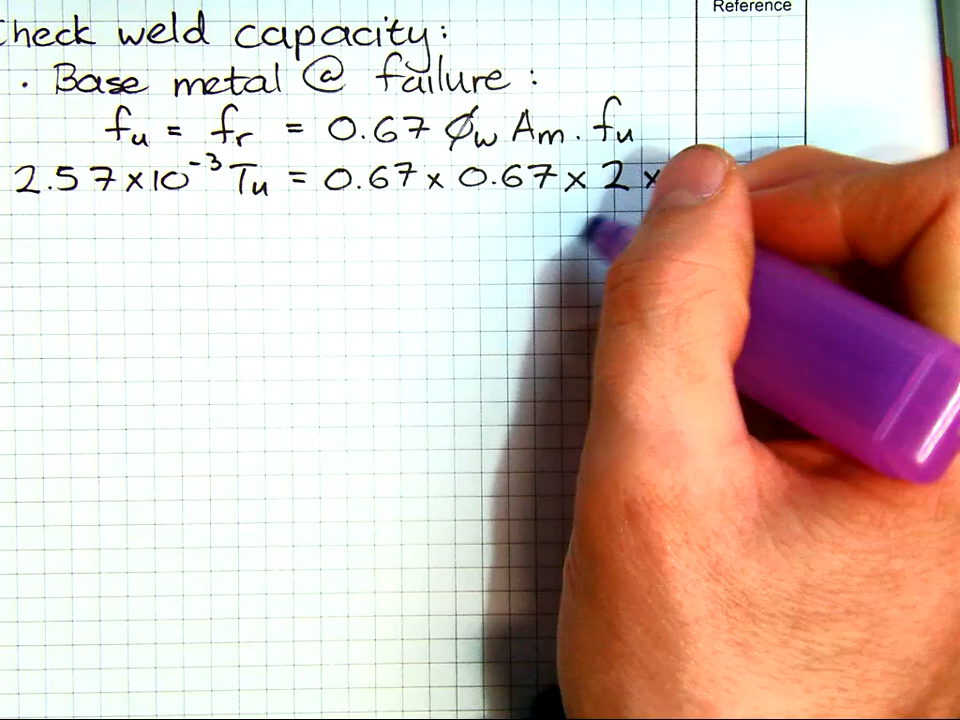 Reference
Check weld capacity:
· Base metal @ failure:
fu = fr = 0.67 ϕw Am. fu
2.57×10⁻³ Tu = 0.67 × 0.67 × 2 ×